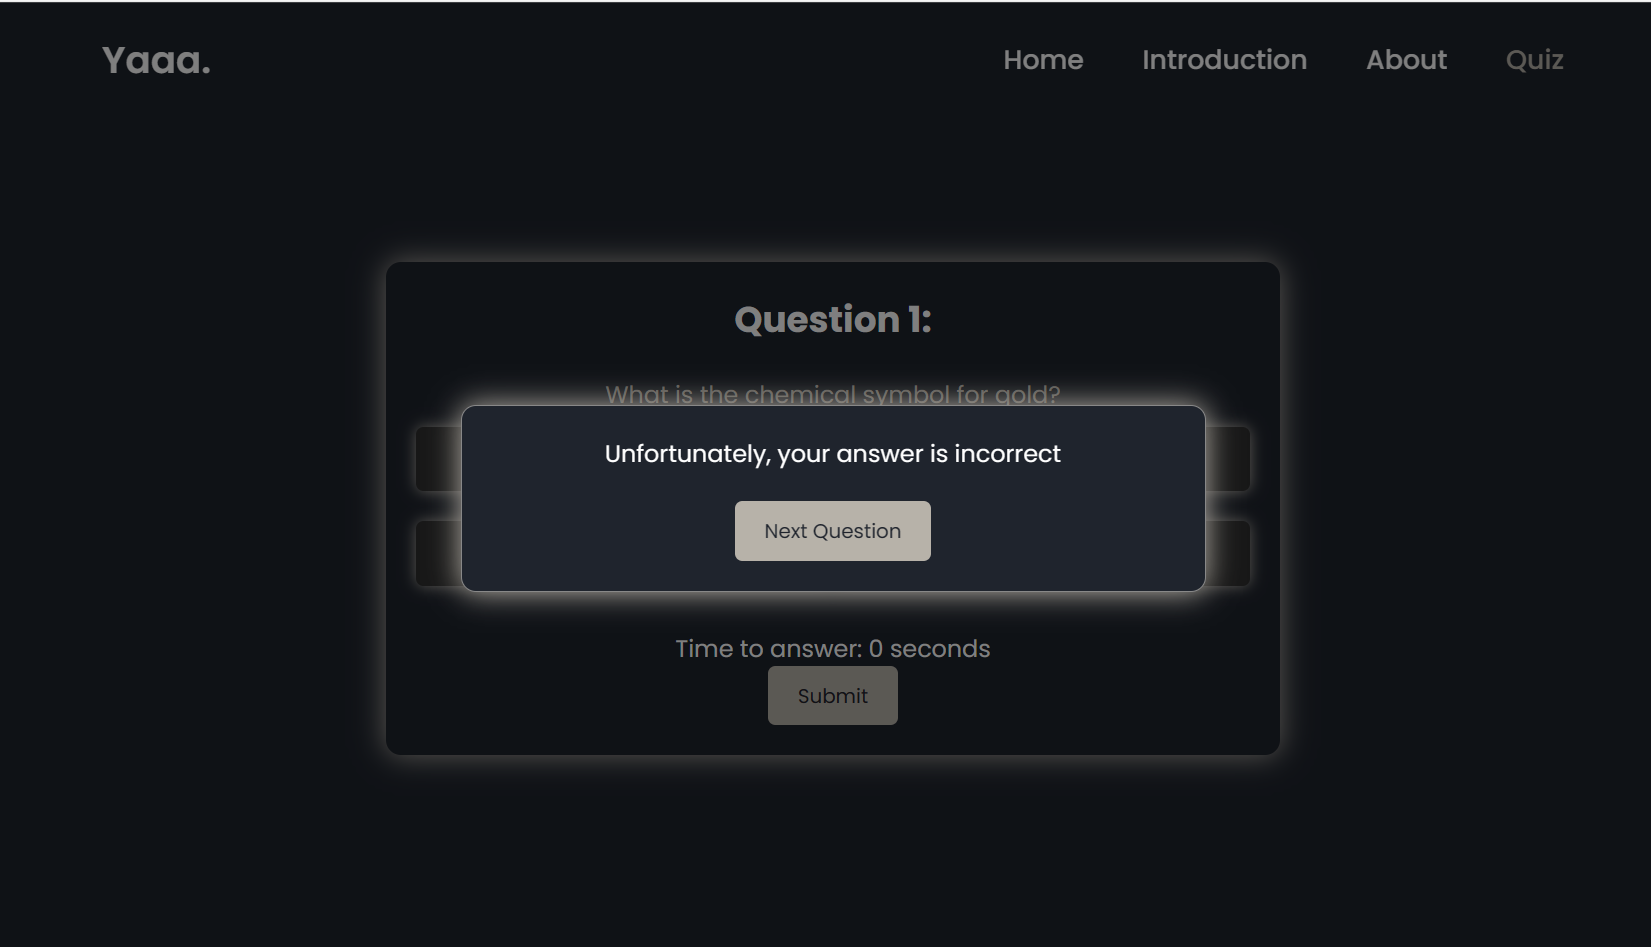 Yaaa.
Home Introduction About Quiz
Question 1:
What is the chemical symbol for gold?
Unfortunately, your answer is incorrect
Next Question
Time to answer: 0 seconds
Submit